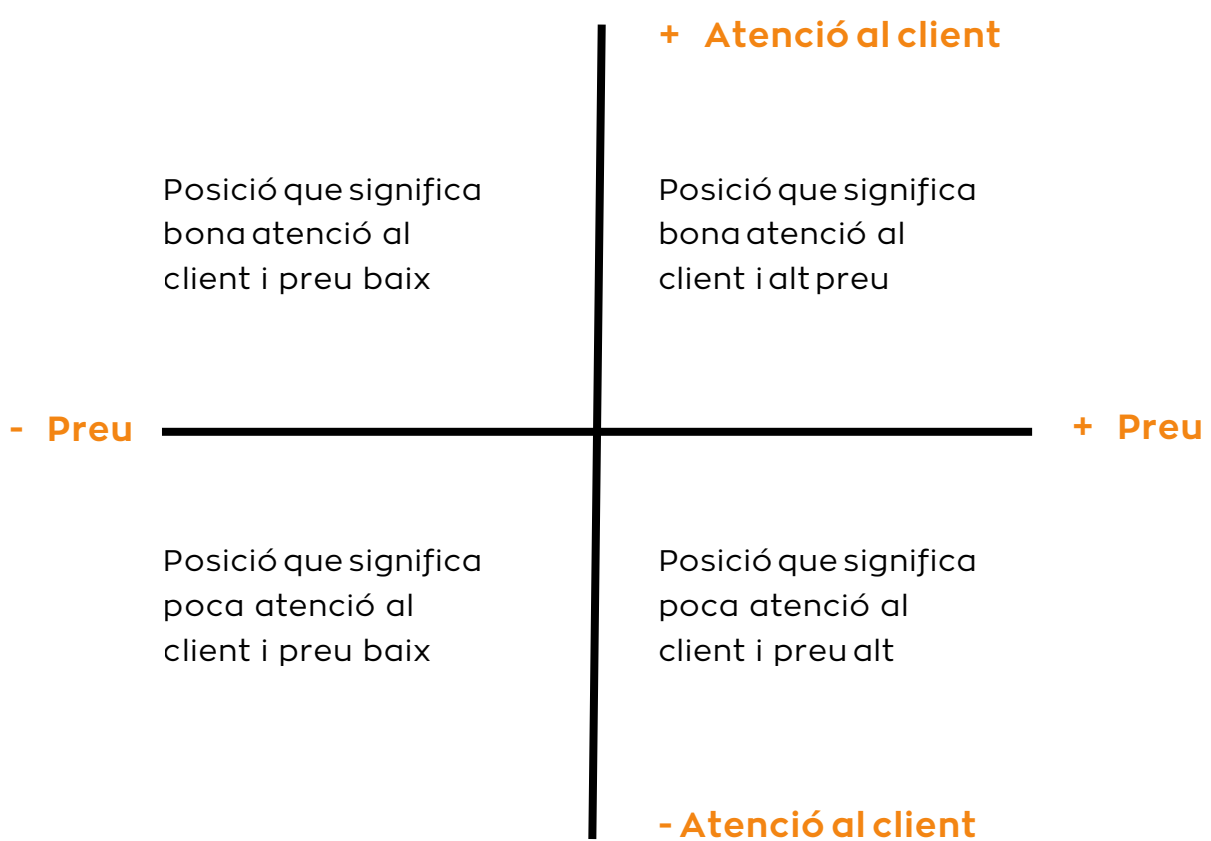 + Atenció al client
Posició que significa
bona atenció al
client i preu baix
Posició que significa
bona atenció al
client i alt preu
- Preu
+ Preu
Posició que significa
poca atenció al
client i preu baix
Posició que significa
poca atenció al
client i preu alt
- Atenció al client